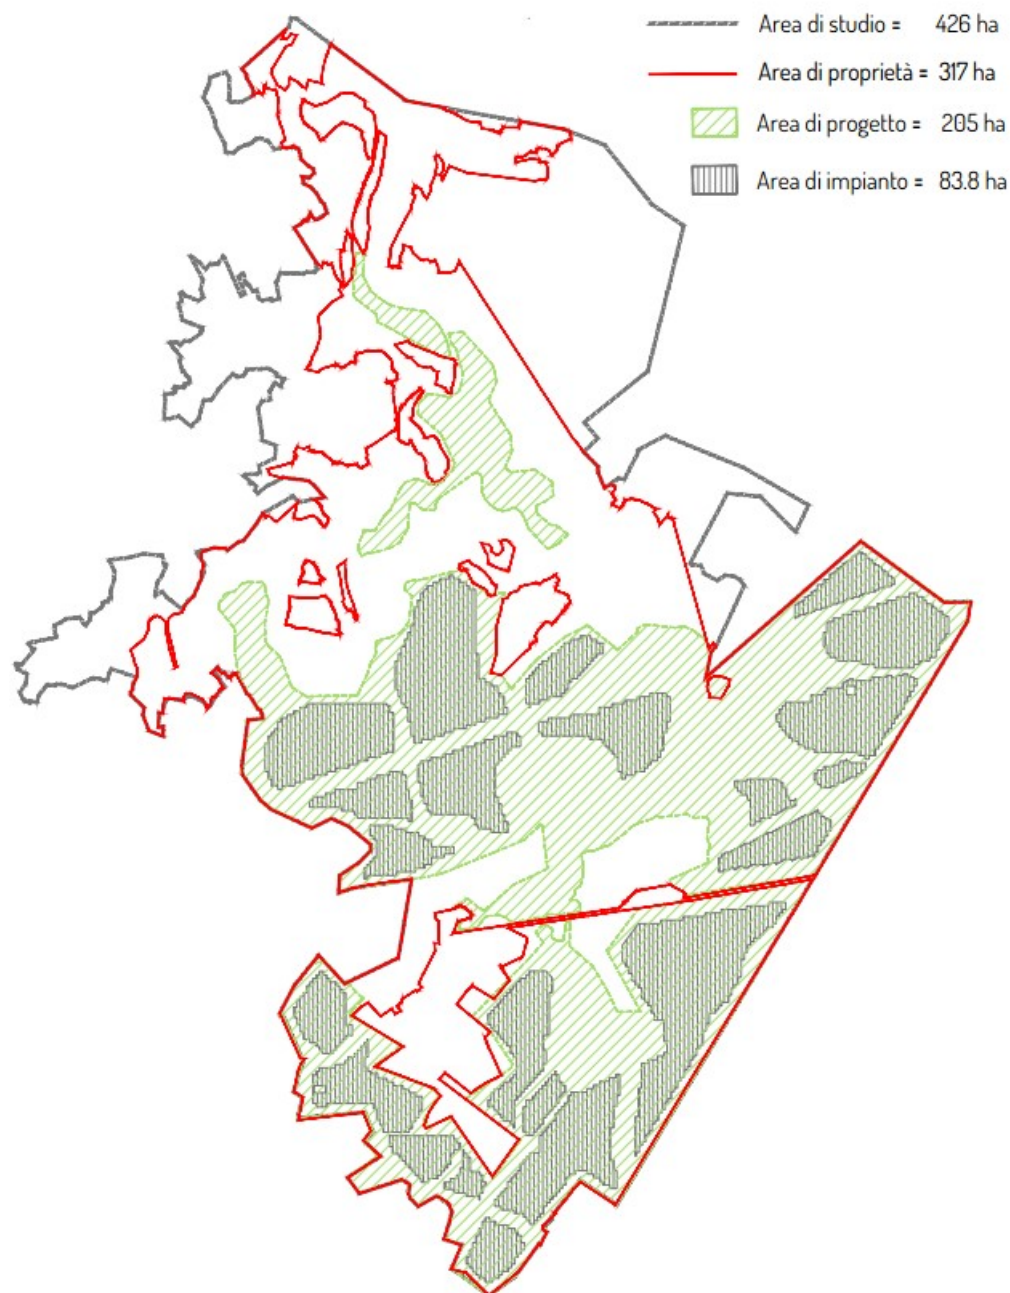 Area di studio = 426 ha
Area di proprietà = 317 ha
Area di progetto = 205 ha
Area di impianto = 83.8 ha